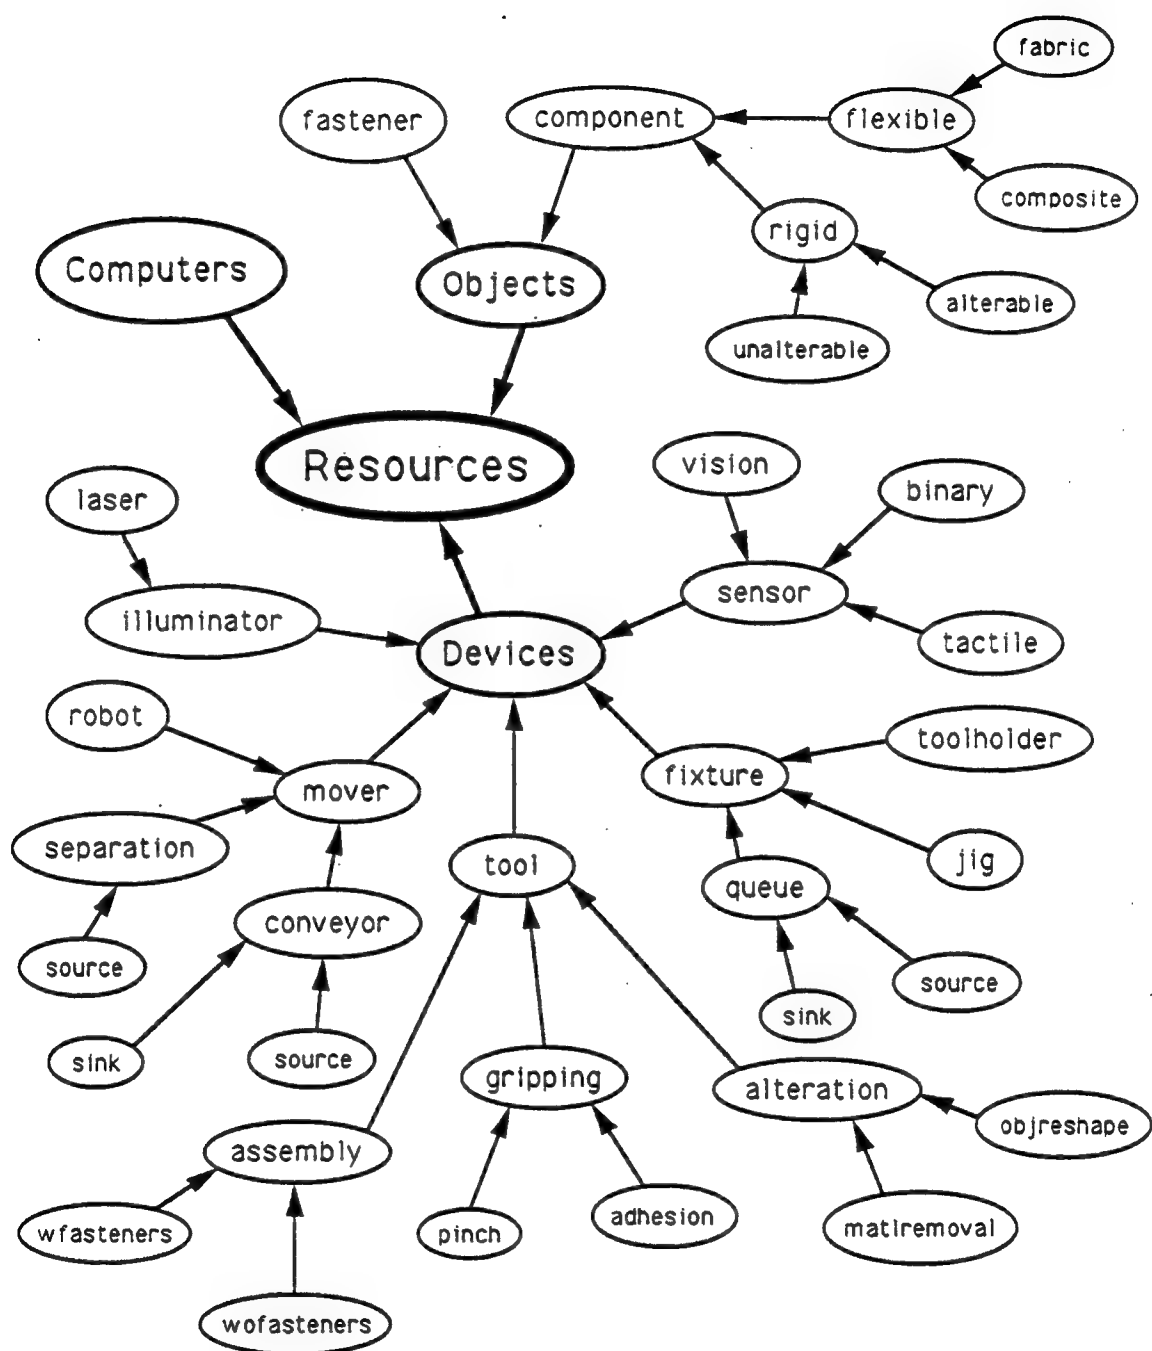 fabric
fastener
component
flexible
composite
rigid
Computers
Objects
alterable
unalterable
Resources
vision
laser
binary
sensor
illuminator
tactile
Devices
robot
toolholder
fixture
mover
separation
tool
jig
queue
conveyor
source
source
sink
sink
source
gripping
alteration
objreshape
assembly
wfasteners
pinch
adhesion
matlremoval
wofasteners